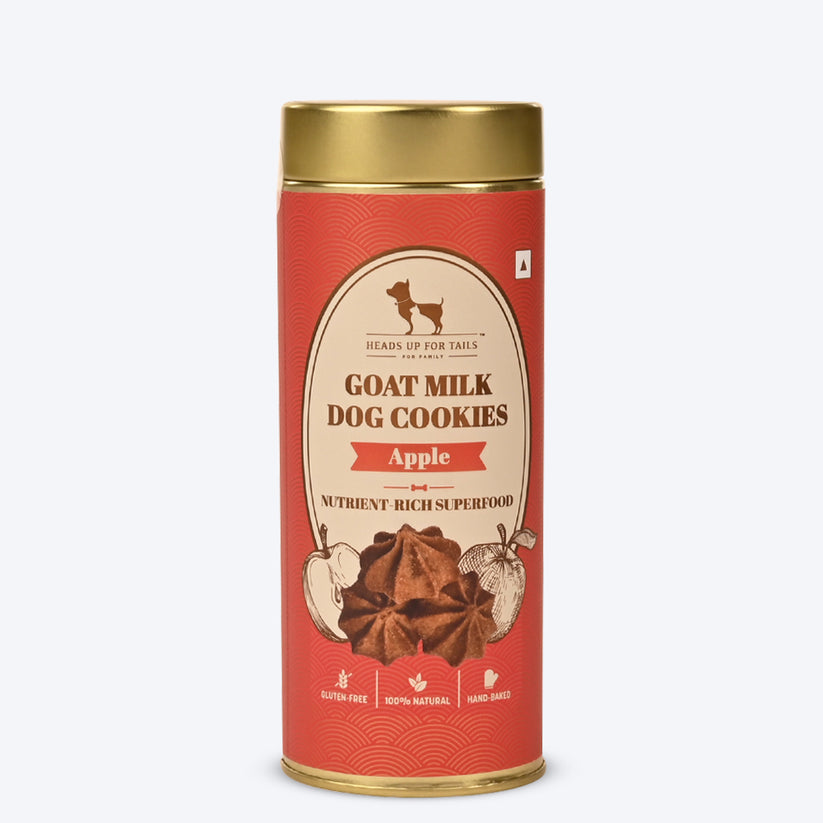 HEADS UP FOR TAILS™
FOR FAMILY
GOAT MILK
DOG COOKIES
Apple
NUTRIENT-RICH SUPERFOOD
GLUTEN-FREE
100% NATURAL
HAND-BAKED